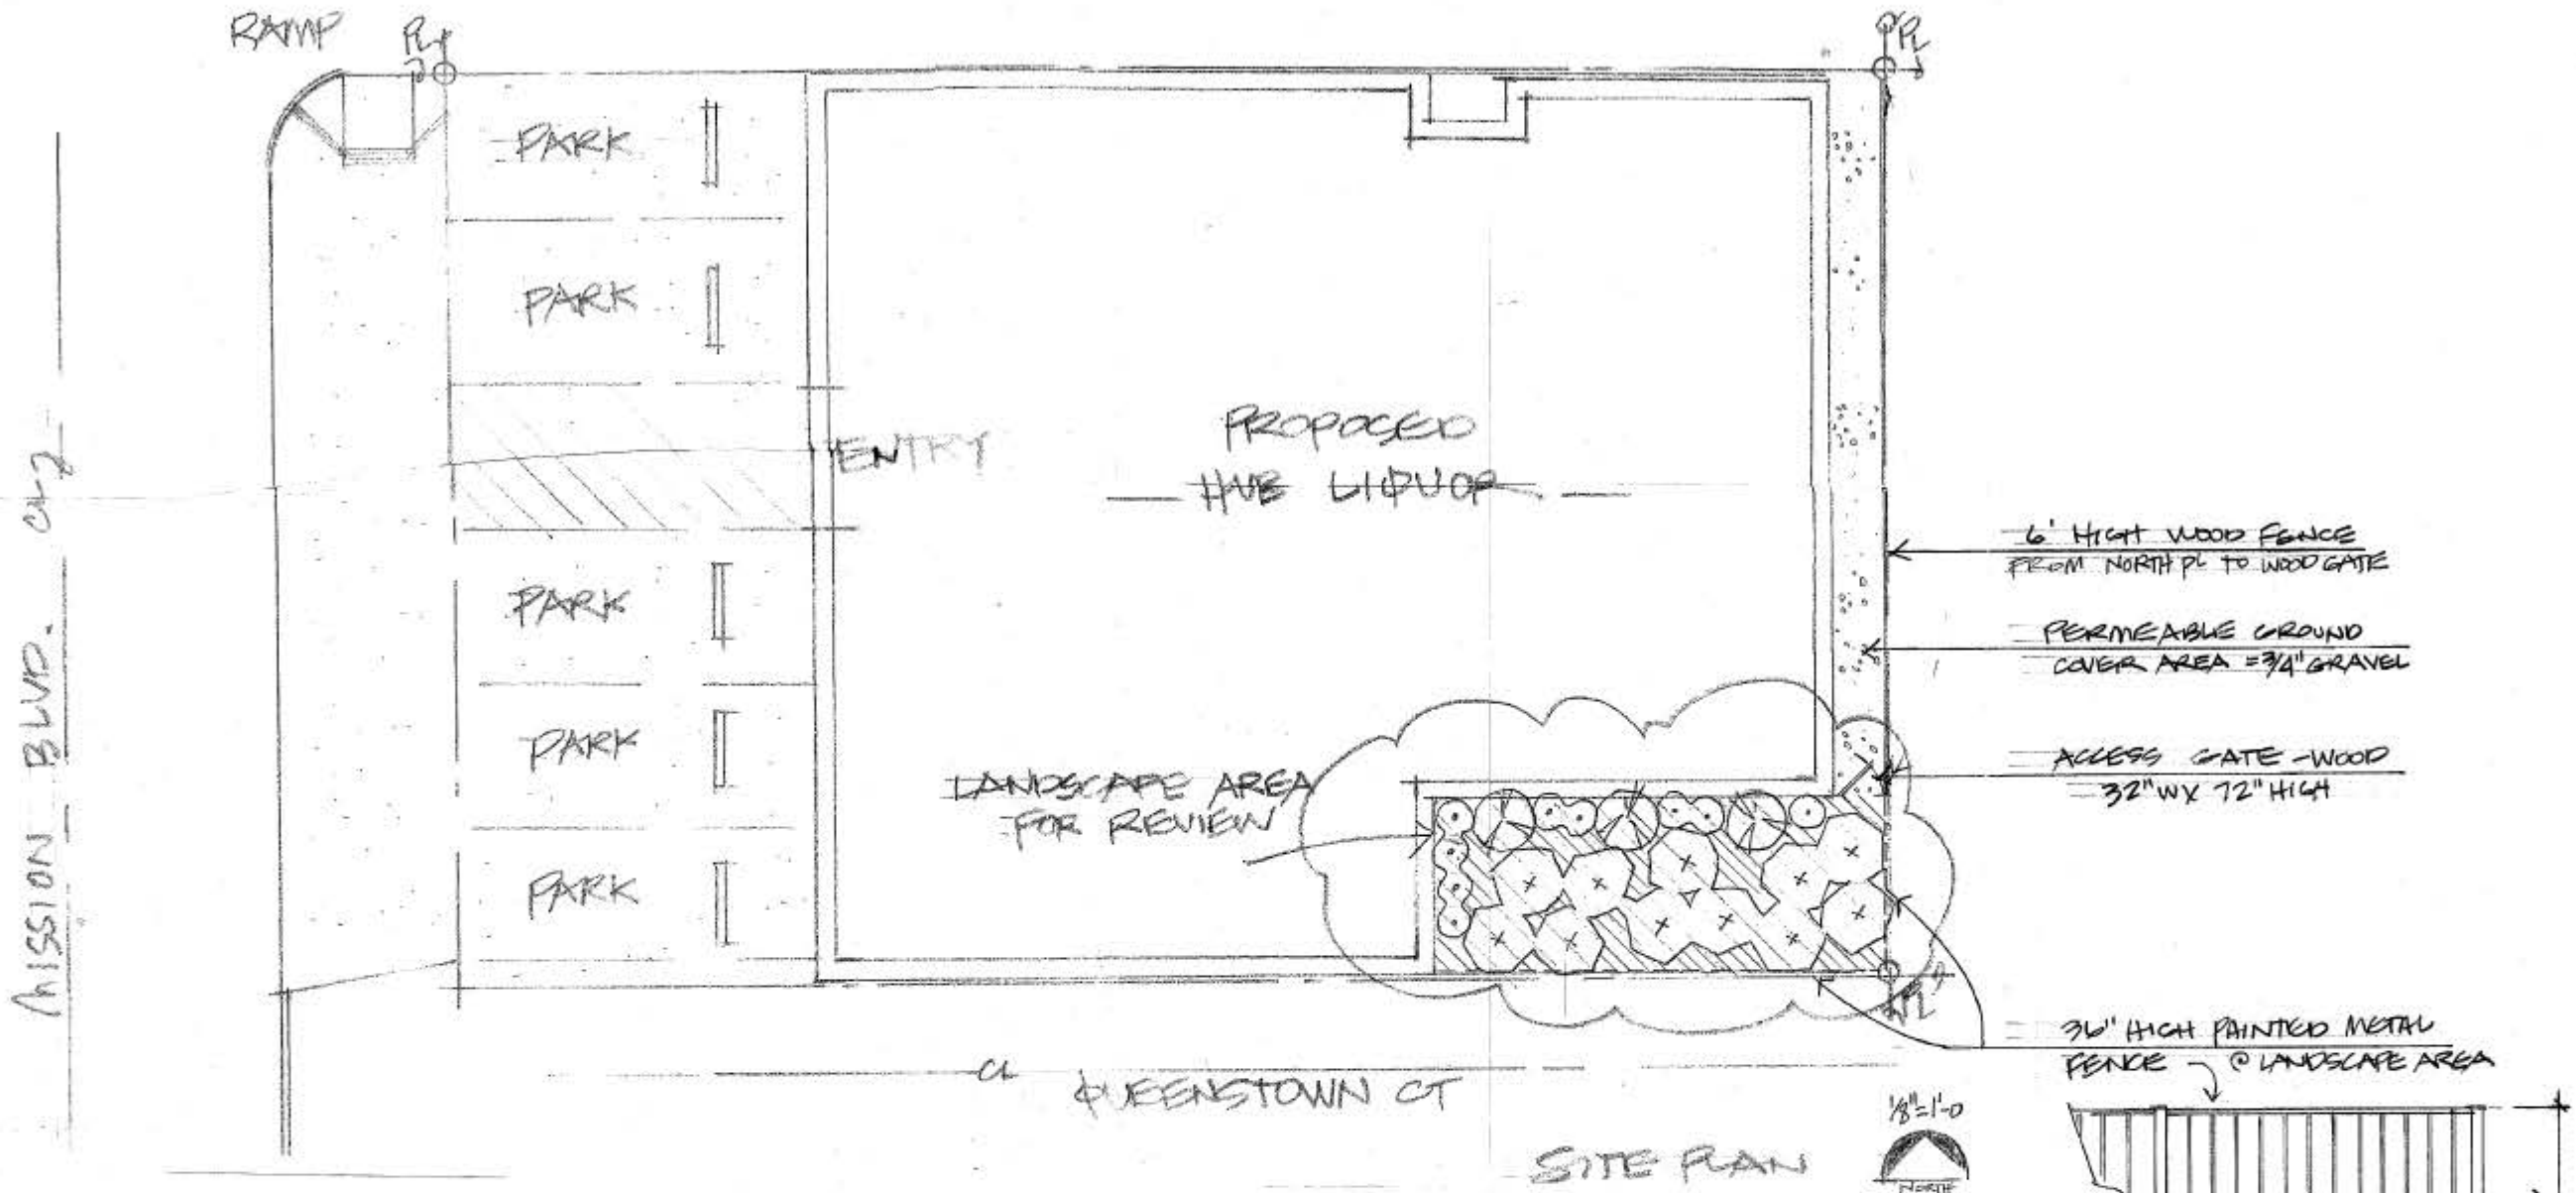 RAMP
PL
PL
PARK
PARK
ENTRY
PROPOSED
HUB LIQUOR
PARK
PARK
PARK
MISSION BLVD. CL
LANDSCAPE AREA
FOR REVIEW
6' HIGH WOOD FENCE
FROM NORTH PL TO WOOD GATE
PERMEABLE GROUND
COVER AREA = 3/4" GRAVEL
ACCESS GATE - WOOD
32" W X 72" HIGH
PL
36" HIGH PAINTED METAL
FENCE @ LANDSCAPE AREA
CL QUEENSTOWN CT
SITE PLAN
1/8"=1'-0
NORTH